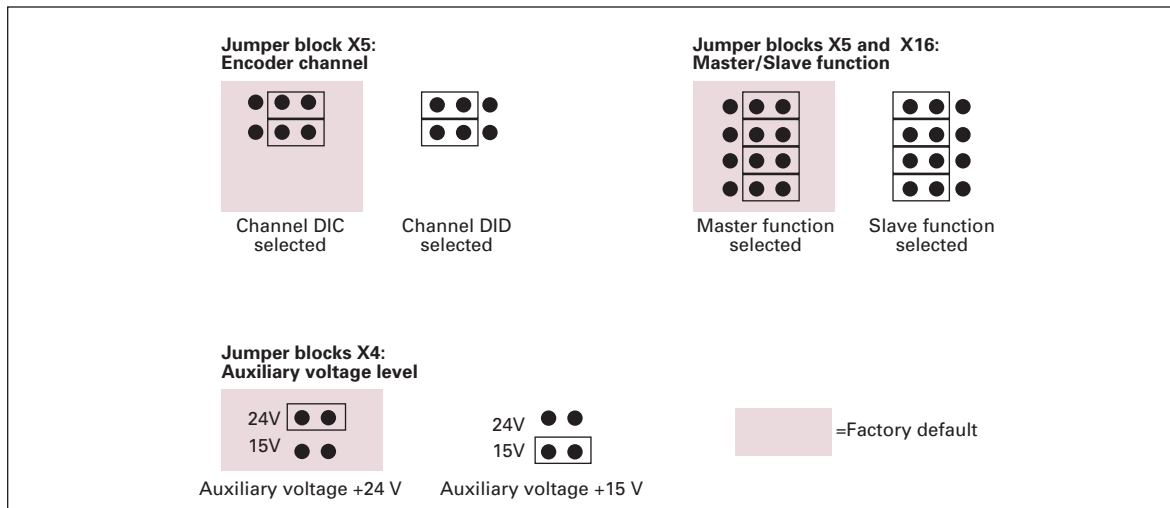 Jumper block X5:
Encoder channel
Channel DIC
selected
Channel DID
selected
Jumper blocks X5 and X16:
Master/Slave function
Master function
selected
Slave function
selected
Jumper blocks X4:
Auxiliary voltage level
24V
15V
Auxiliary voltage +24 V
24V
15V
Auxiliary voltage +15 V
=Factory default